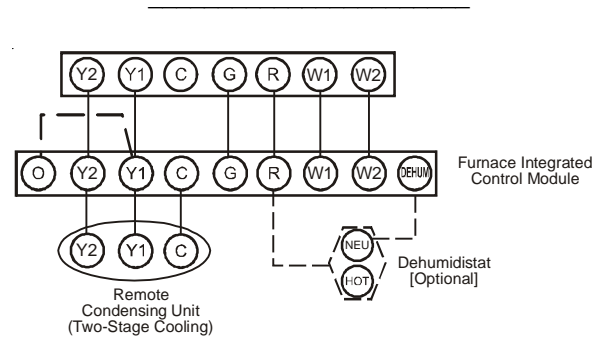 Y2 Y1 C G R W1 W2
O Y2 Y1 C G R W1 W2 DEHUM
Furnace Integrated
Control Module
Y2 Y1 C
NEU
HOT
Dehumidistat
[Optional]
Remote
Condensing Unit
(Two-Stage Cooling)